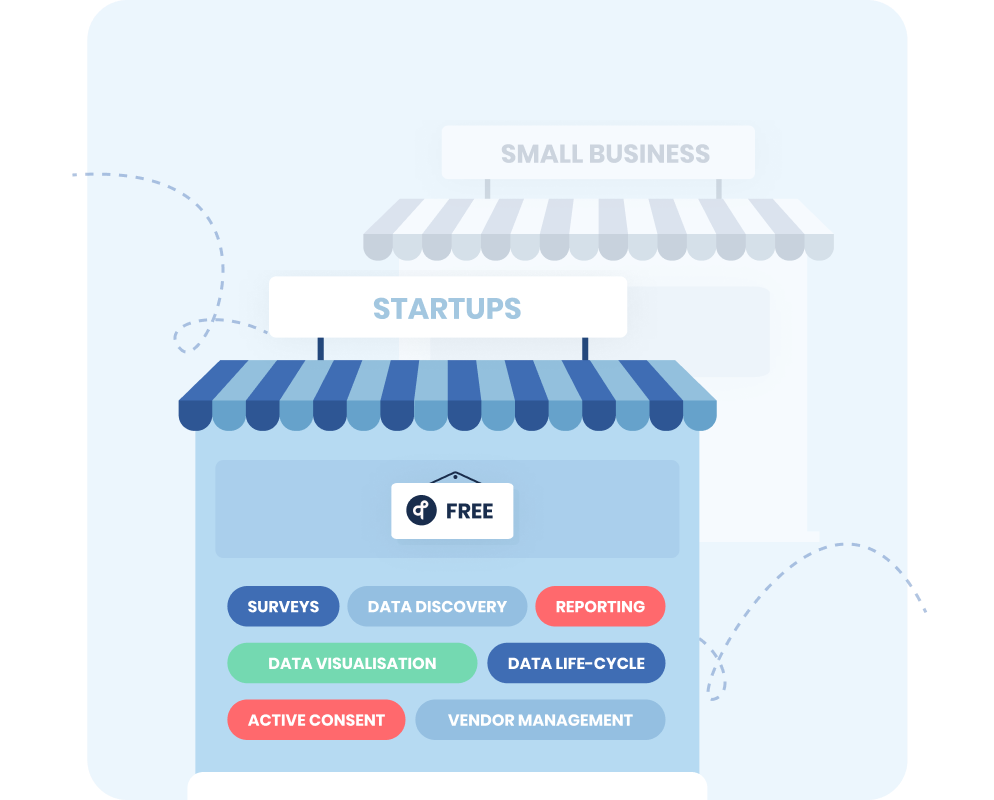 SMALL BUSINESS
STARTUPS
FREE
SURVEYS
DATA DISCOVERY
REPORTING
DATA VISUALISATION
DATA LIFE-CYCLE
ACTIVE CONSENT
VENDOR MANAGEMENT